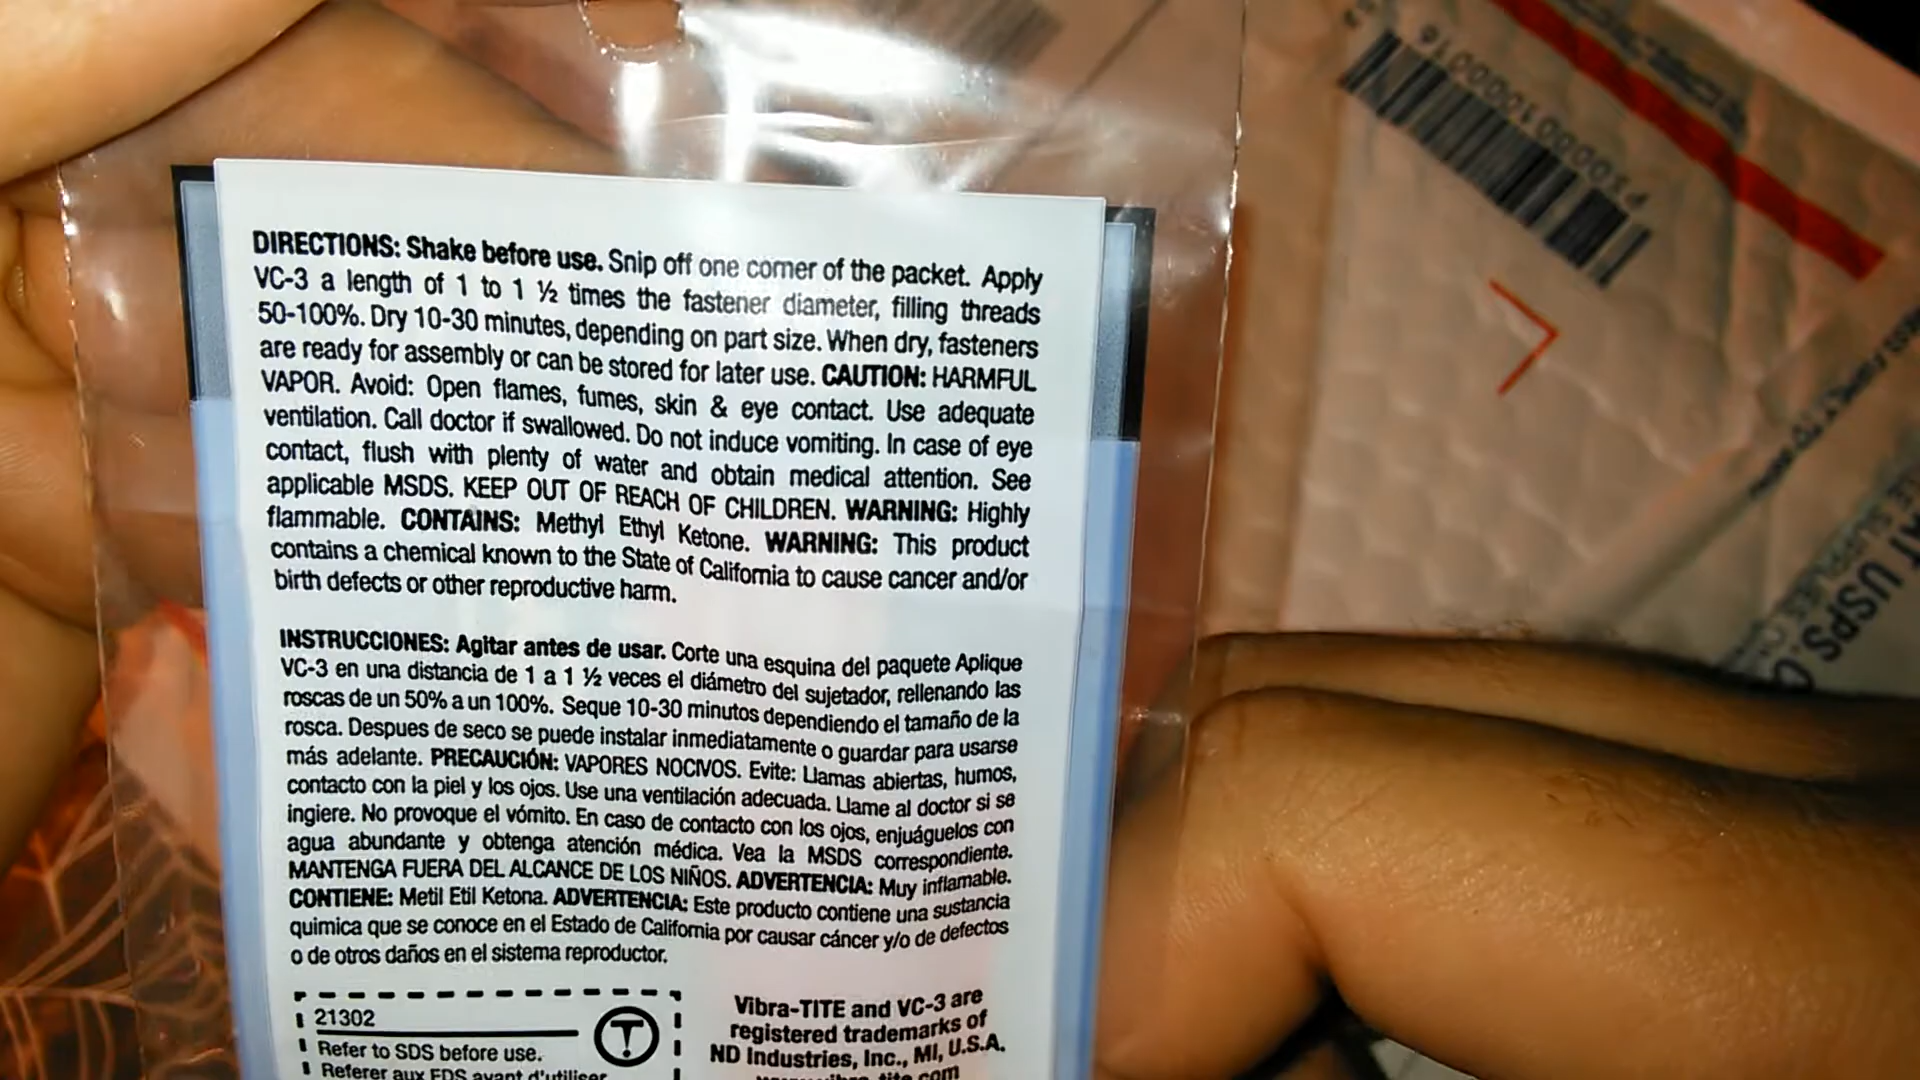 DIRECTIONS: Shake before use. Snip off one corner of the packet. Apply
VC-3 a length of 1 to 1 ½ times the fastener diameter, filling threads
50-100%. Dry 10-30 minutes, depending on part size. When dry, fasteners
are ready for assembly or can be stored for later use. CAUTION: HARMFUL
VAPOR. Avoid: Open flames, fumes, skin & eye contact. Use adequate
ventilation. Call doctor if swallowed. Do not induce vomiting. In case of eye
contact, flush with plenty of water and obtain medical attention. See
applicable MSDS. KEEP OUT OF REACH OF CHILDREN. WARNING: Highly
flammable. CONTAINS: Methyl Ethyl Ketone. WARNING: This product
contains a chemical known to the State of California to cause cancer and/or
birth defects or other reproductive harm.
INSTRUCCIONES: Agitar antes de usar. Corte una esquina del paquete Aplique
VC-3 en una distancia de 1 a 1 ½ veces el diámetro del sujetador, rellenando las
roscas de un 50% a un 100%. Seque 10-30 minutos dependiendo el tamaño de la
rosca. Despues de seco se puede instalar inmediatamente o guardar para usarse
más adelante. PRECAUCIÓN: VAPORES NOCIVOS. Evite: Llamas abiertas, humos,
contacto con la piel y los ojos. Use una ventilación adecuada. Llame al doctor si se
ingiere. No provoque el vómito. En caso de contacto con los ojos, enjuáguelos con
agua abundante y obtenga atención médica. Vea la MSDS correspondiente.
MANTENGA FUERA DEL ALCANCE DE LOS NIÑOS. ADVERTENCIA: Muy inflamable.
CONTIENE: Metil Etil Ketona. ADVERTENCIA: Este producto contiene una sustancia
quimica que se conoce en el Estado de California por causar cáncer y/o de defectos
o de otros daños en el sistema reproductor.
21302
Refer to SDS before use.
Referer aux FDS avant d'utiliser
Vibra-TITE and VC-3 are
registered trademarks of
ND Industries, Inc., MI, U.S.A.
USPS.